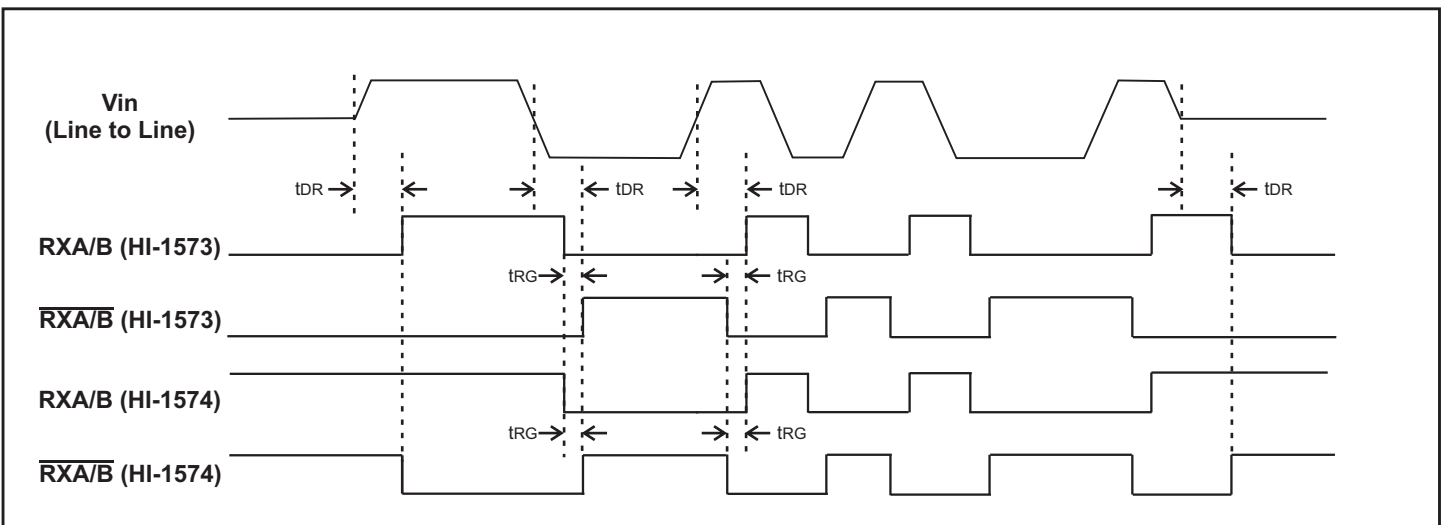 Vin
(Line to Line)
tDR
tDR
tDR
tDR
RXA/B (HI-1573)
tRG
tRG
RXA/B (HI-1573)
RXA/B (HI-1574)
tRG
tRG
RXA/B (HI-1574)